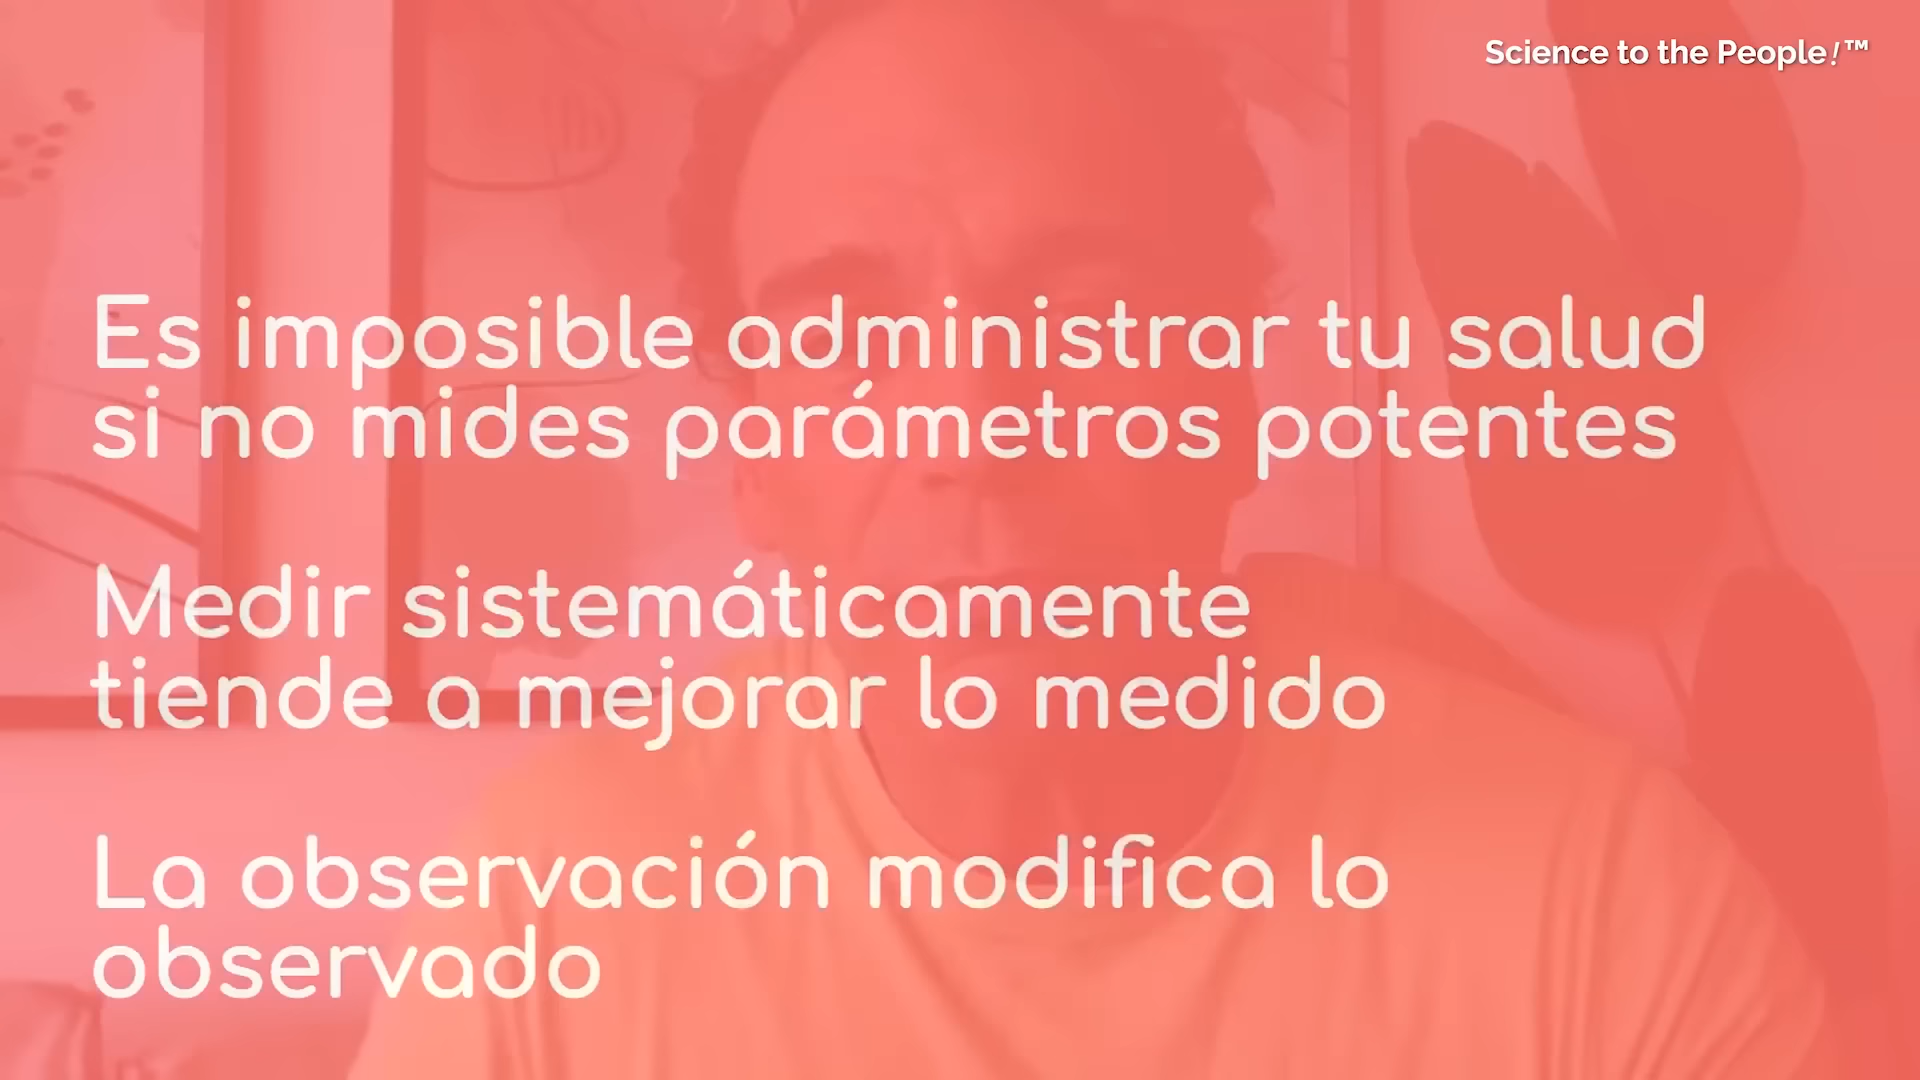 Science to the People!™
Es imposible administrar tu salud
si no mides parámetros potentes
Medir sistemáticamente
tiende a mejorar lo medido
La observación modifica lo
observado